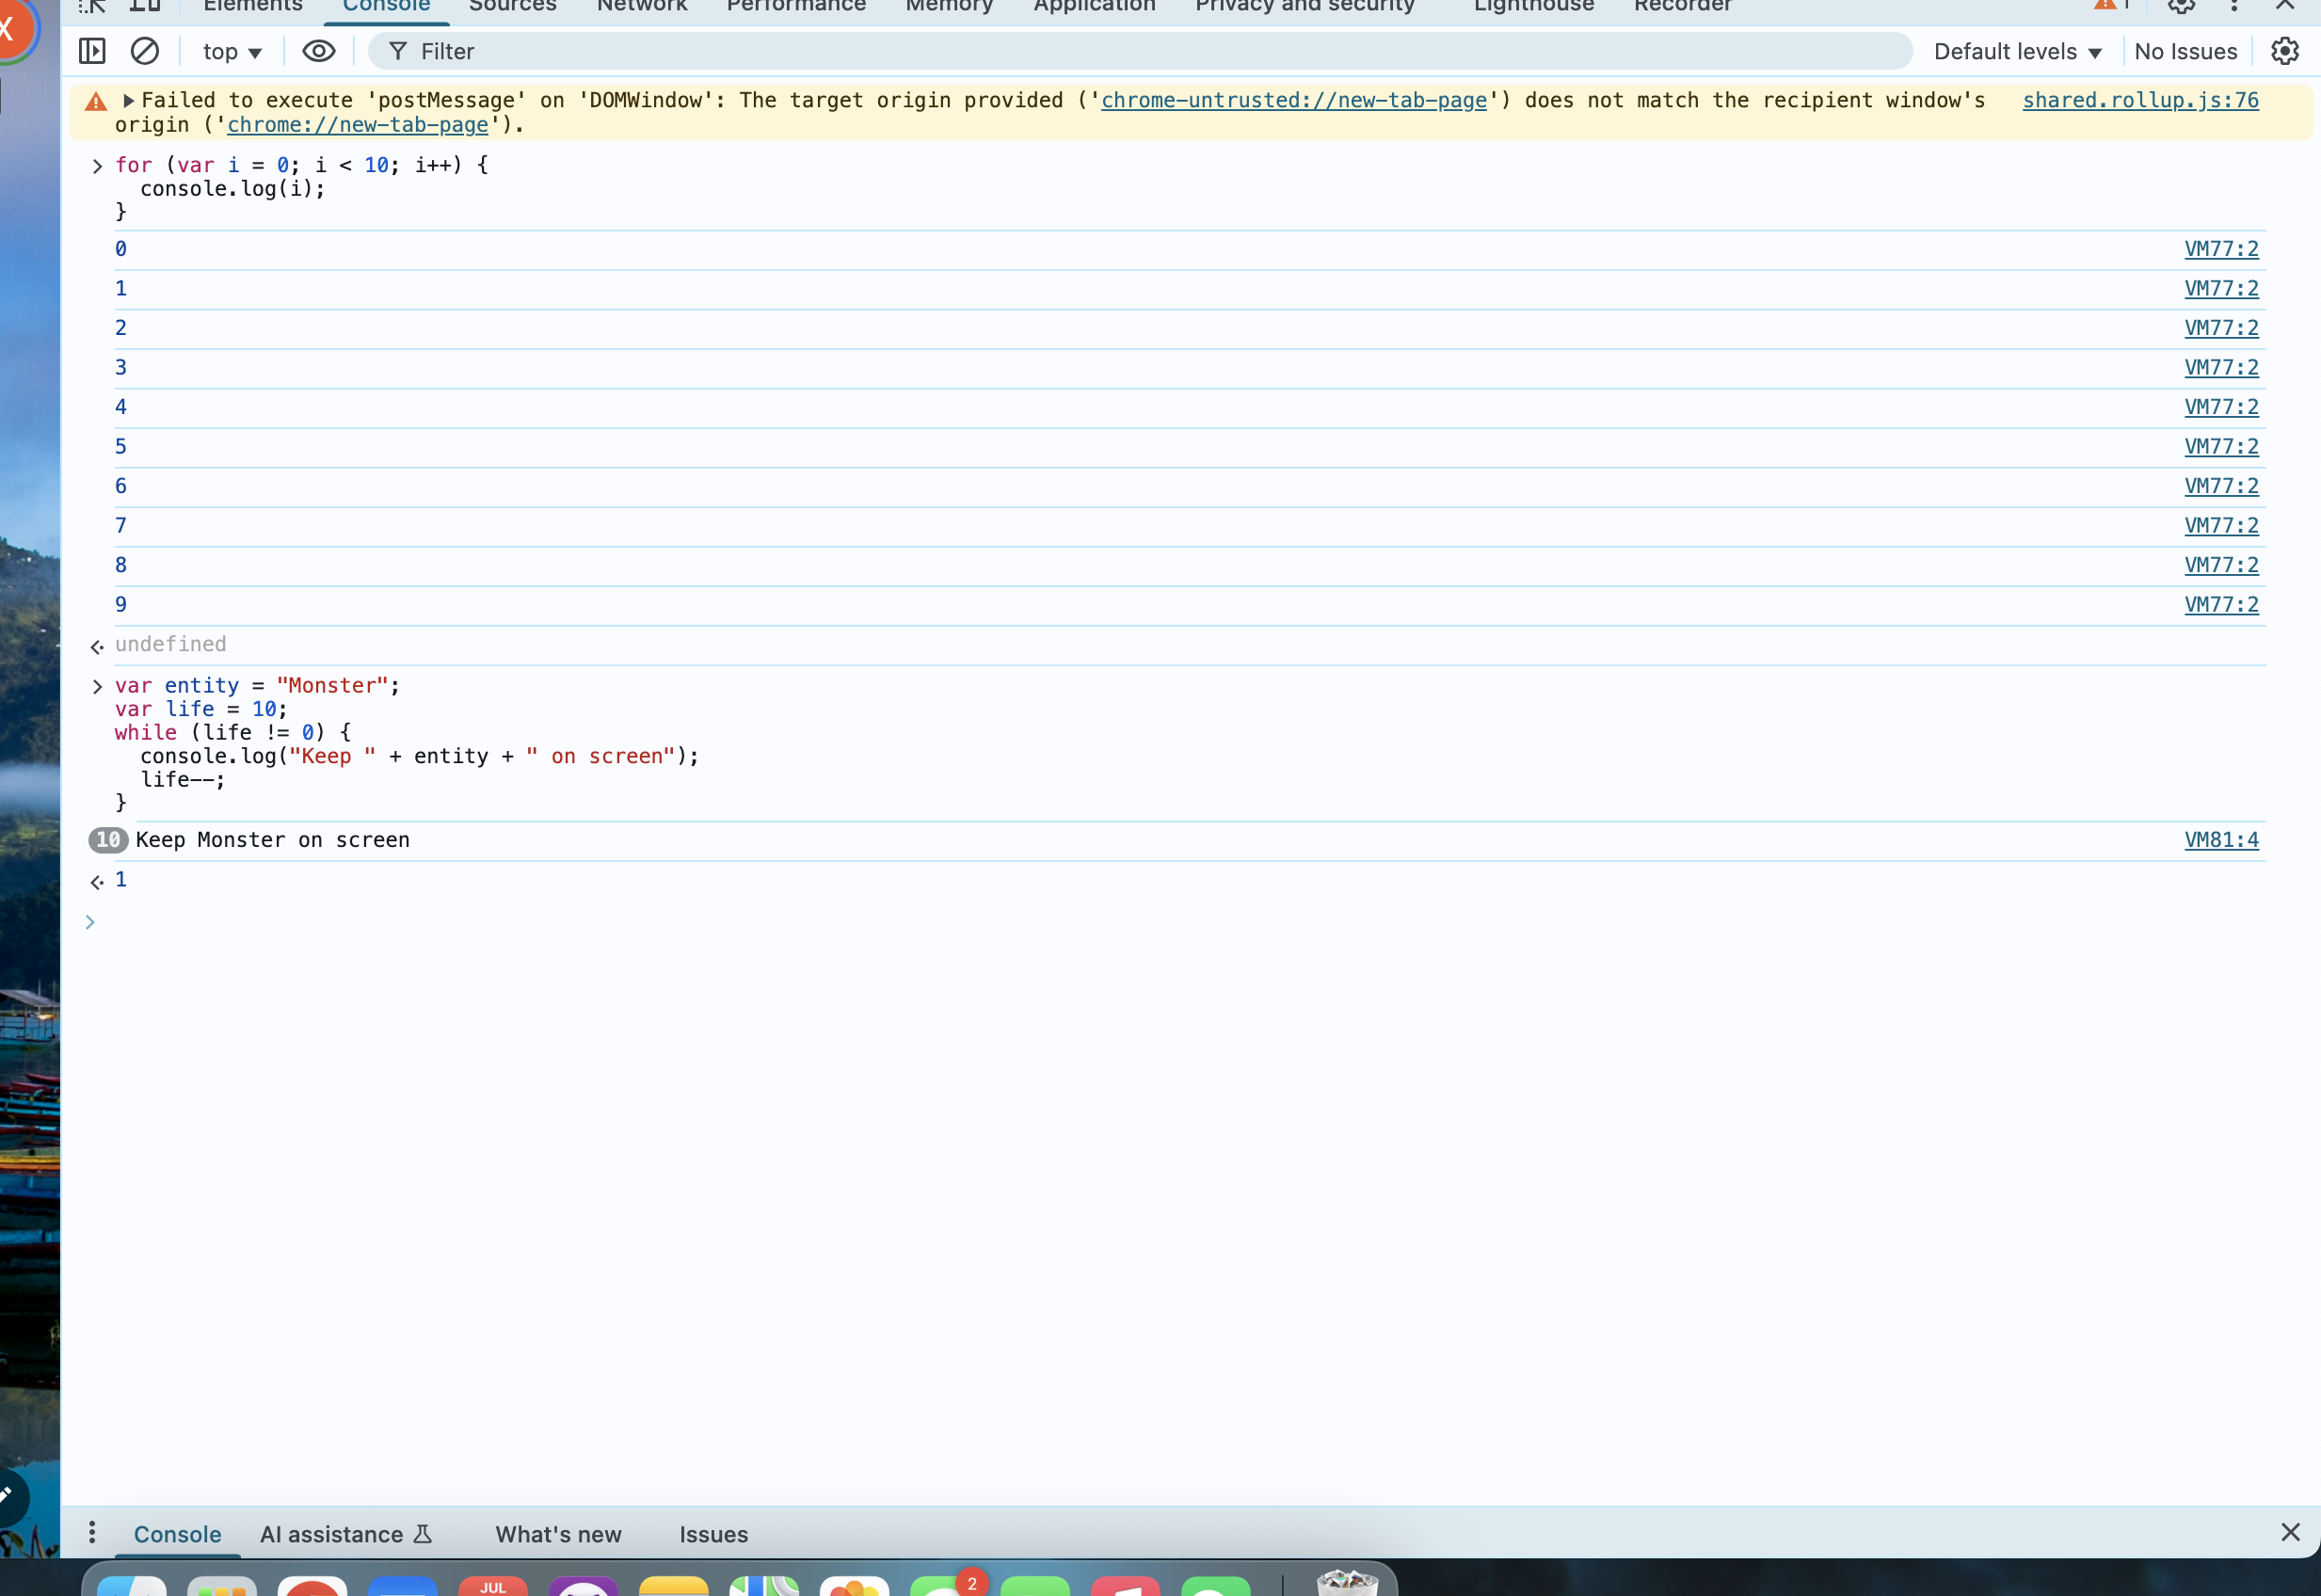 Elements Console Sources Network Performance Memory Application Privacy and security Lighthouse Recorder 1
top Filter Default levels No Issues
Failed to execute 'postMessage' on 'DOMWindow': The target origin provided ('chrome-untrusted://new-tab-page') does not match the recipient window's shared.rollup.js:76
origin ('chrome://new-tab-page').
for (var i = 0; i < 10; i++) {
console.log(i);
}
0 VM77:2
1 VM77:2
2 VM77:2
3 VM77:2
4 VM77:2
5 VM77:2
6 VM77:2
7 VM77:2
8 VM77:2
9 VM77:2
undefined
var entity = "Monster";
var life = 10;
while (life != 0) {
console.log("Keep " + entity + " on screen");
life--;
}
10 Keep Monster on screen VM81:4
1
Console AI assistance What's new Issues
JUL 2